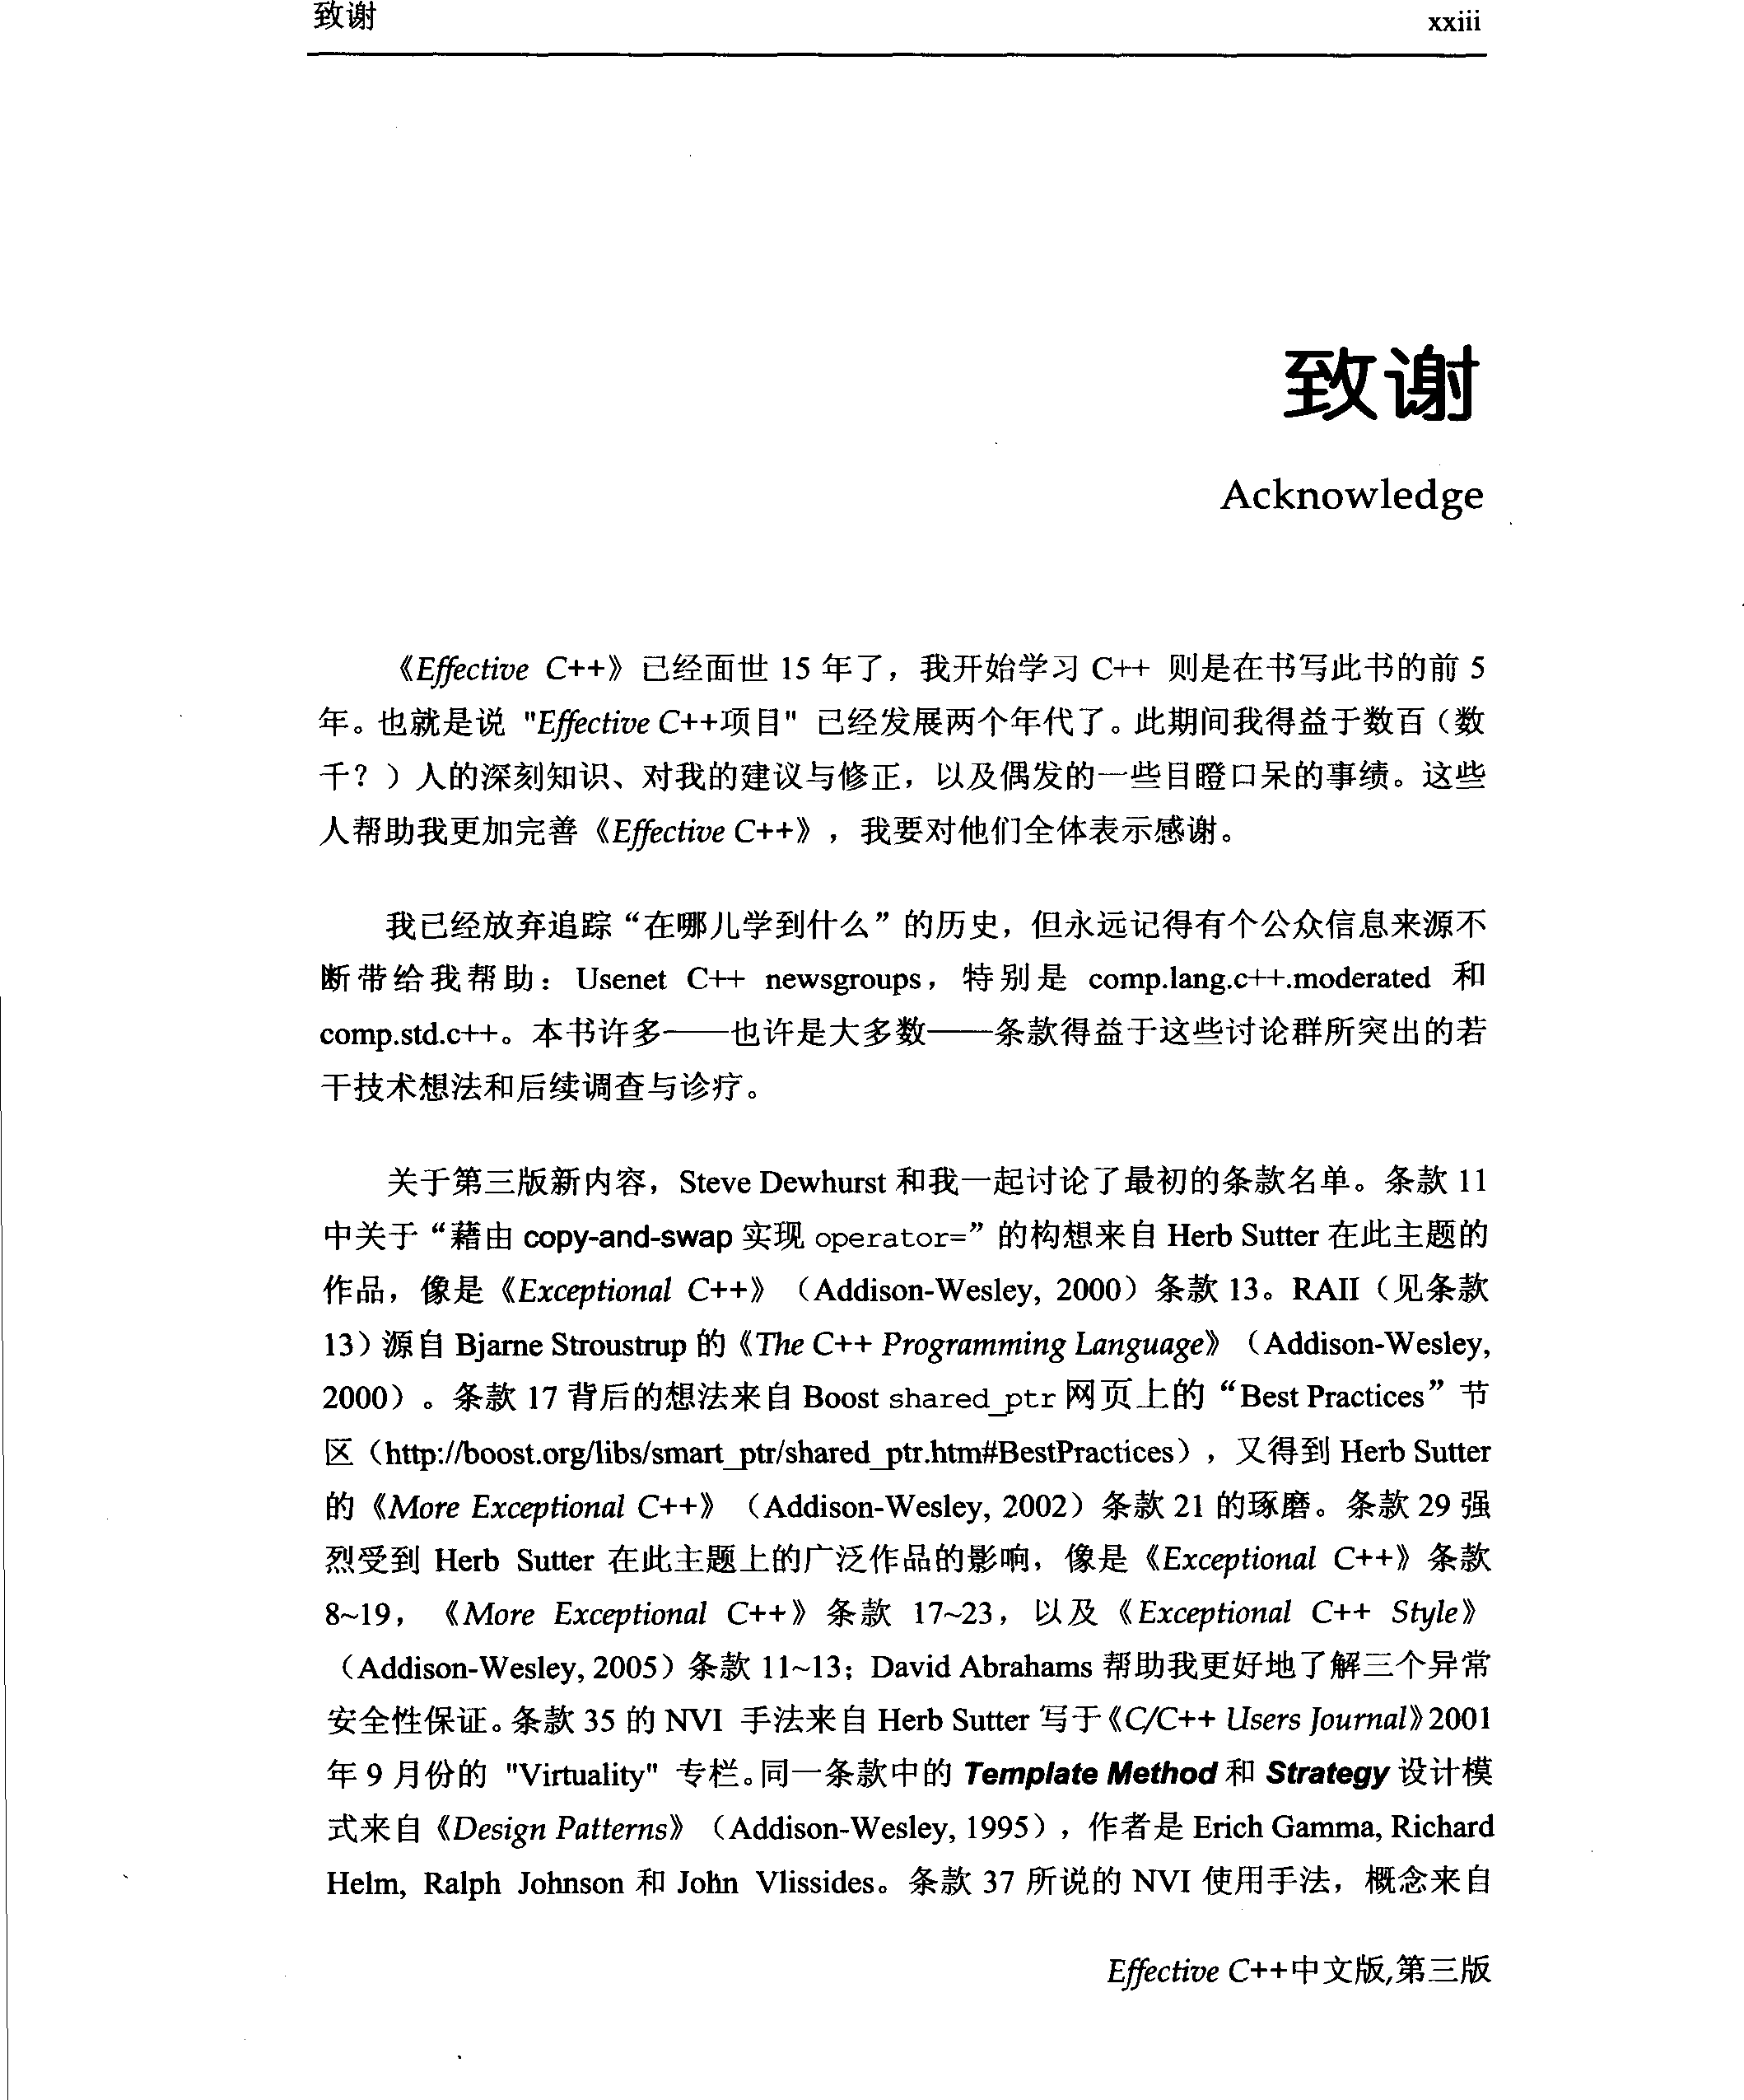 致谢 xxiii
致谢
Acknowledge
《Effective C++》已经面世 15 年了，我开始学习 C++ 则是在书写此书的前 5
年。也就是说 "Effective C++项目" 已经发展两个年代了。此期间我得益于数百（数
千？）人的深刻知识、对我的建议与修正，以及偶发的一些目瞪口呆的事绩。这些
人帮助我更加完善《Effective C++》，我要对他们全体表示感谢。
我已经放弃追踪“在哪儿学到什么”的历史，但永远记得有个公众信息来源不
断带给我帮助：Usenet C++ newsgroups，特别是 comp.lang.c++.moderated 和
comp.std.c++。本书许多——也许是大多数——条款得益于这些讨论群所突出的若
干技术想法和后续调查与诊疗。
关于第三版新内容，Steve Dewhurst 和我一起讨论了最初的条款名单。条款 11
中关于“藉由 copy-and-swap 实现 operator=”的构想来自 Herb Sutter 在此主题的
作品，像是《Exceptional C++》（Addison-Wesley, 2000）条款 13。RAII（见条款
13）源自 Bjarne Stroustrup 的《The C++ Programming Language》（Addison-Wesley,
2000）。条款 17 背后的想法来自 Boost shared_ptr 网页上的“Best Practices”节
区（http://boost.org/libs/smart_ptr/shared_ptr.htm#BestPractices），又得到 Herb Sutter
的《More Exceptional C++》（Addison-Wesley, 2002）条款 21 的琢磨。条款 29 强
烈受到 Herb Sutter 在此主题上的广泛作品的影响，像是《Exceptional C++》条款
8~19，《More Exceptional C++》条款 17~23，以及《Exceptional C++ Style》
（Addison-Wesley, 2005）条款 11~13；David Abrahams 帮助我更好地了解三个异常
安全性保证。条款 35 的 NVI 手法来自 Herb Sutter 写于《C/C++ Users Journal》2001
年 9 月份的 "Virtuality" 专栏。同一条款中的 Template Method 和 Strategy 设计模
式来自《Design Patterns》（Addison-Wesley, 1995），作者是 Erich Gamma, Richard
Helm, Ralph Johnson 和 John Vlissides。条款 37 所说的 NVI 使用手法，概念来自
Effective C++中文版,第三版